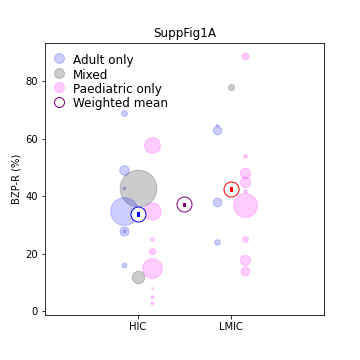 SuppFig1A
Adult only
Mixed
Paediatric only
Weighted mean
BZP-R (%)
80
60
40
20
0
HIC
LMIC